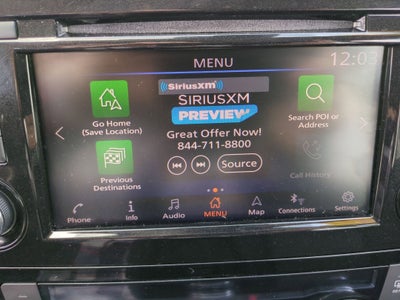 MENU
12:03
SiriusXM
SIRIUSXM
PREVIEW
Great Offer Now!
844-711-8800
Source
Go Home
(Save Location)
Previous
Destinations
Search POI or
Address
Call History
Phone
Info
Audio
MENU
Map
Connections
Settings